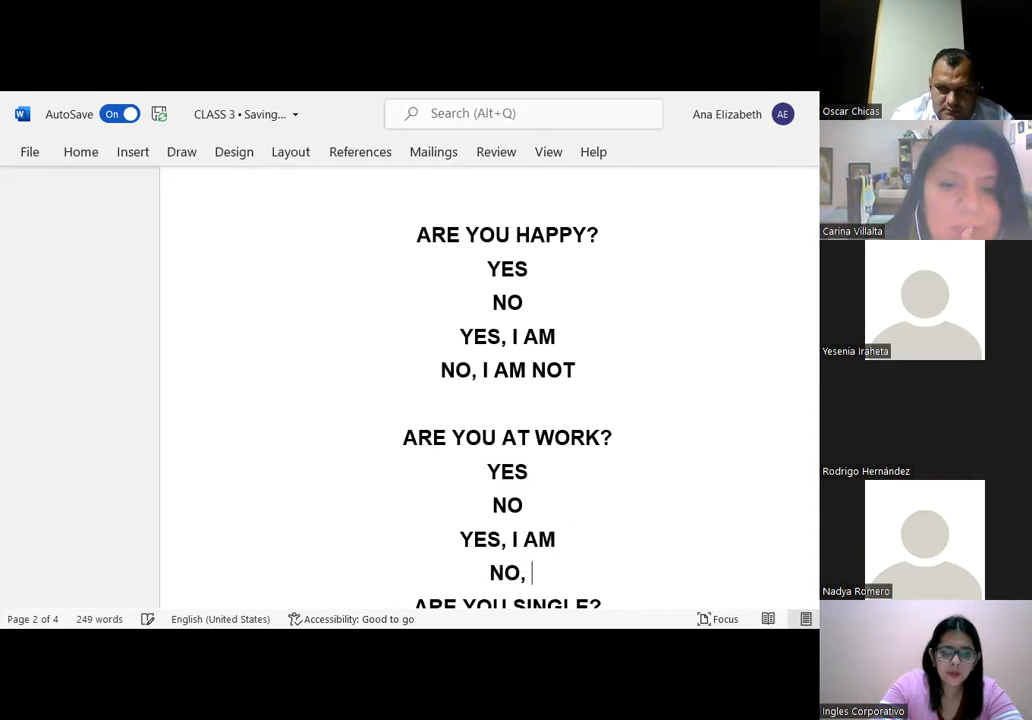 AutoSave On CLASS 3 • Saving... Search (Alt+Q) Ana Elizabeth AE
File Home Insert Draw Design Layout References Mailings Review View Help
ARE YOU HAPPY?
YES
NO
YES, I AM
NO, I AM NOT
ARE YOU AT WORK?
YES
NO
YES, I AM
NO,
ARE YOU SINGLE?
Page 2 of 4 249 words English (United States) Accessibility: Good to go Focus
Oscar Chicas
Carina Villalta
Yesenia Iraheta
Rodrigo Hernández
Nadya Romero
Ingles Corporativo